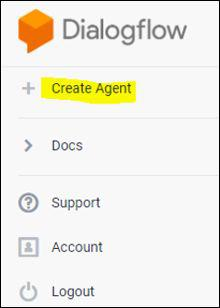 Dialogflow
Create Agent
Docs
Support
Account
Logout